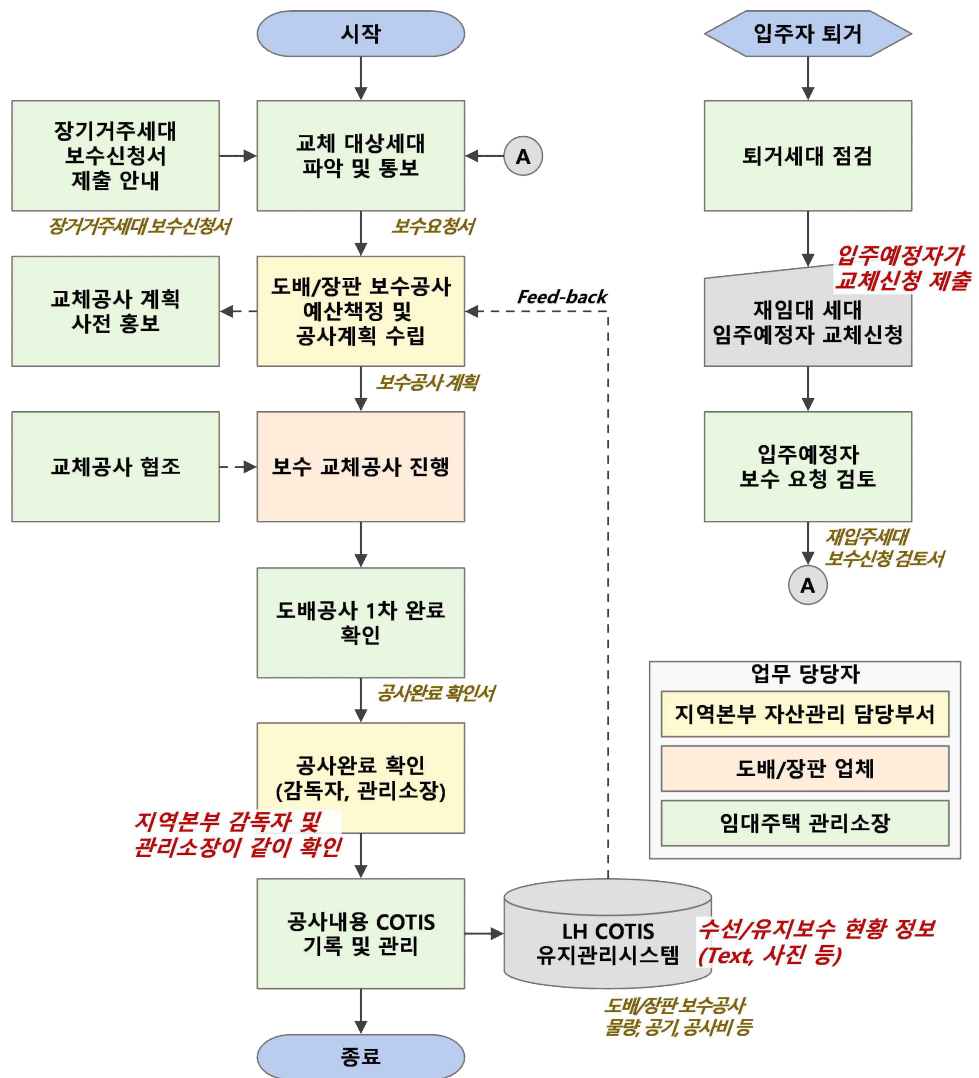 시작
장기거주세대
보수신청서
제출 안내
장거거주세대 보수신청서
교체 대상세대
파악 및 통보
A
보수요청서
교체공사 계획
사전 홍보
도배/장판 보수공사
예산책정 및
공사계획 수립
Feed-back
보수공사 계획
교체공사 협조
보수 교체공사 진행
도배공사 1차 완료
확인
공사완료 확인서
공사완료 확인
(감독자, 관리소장)
지역본부 감독자 및
관리소장이 같이 확인
공사내용 COTIS
기록 및 관리
LH COTIS
유지관리시스템
수선/유지보수 현황 정보
(Text, 사진 등)
도배/장판 보수공사
물량, 공기, 공사비 등
종료
입주자 퇴거
퇴거세대 점검
입주예정자가
교체신청 제출
재임대 세대
임주예정자 교체신청
입주예정자
보수 요청 검토
재입주세대
보수신청 검토서
A
업무 당당자
지역본부 자산관리 담당부서
도배/장판 업체
임대주택 관리소장